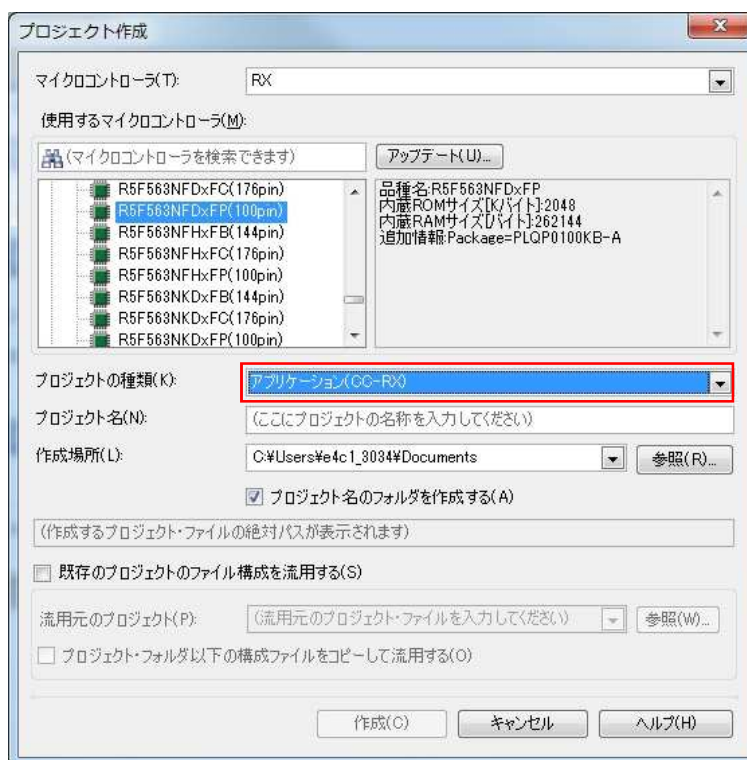 プロジェクト作成
マイクロコントローラ(T): RX
使用するマイクロコントローラ(M):
(マイクロコントローラを検索できます) アップデート(U)...
R5F563NFDxFC(176pin)
R5F563NFDxFP(100pin)
R5F563NFHxFB(144pin)
R5F563NFHxFC(176pin)
R5F563NFHxFP(100pin)
R5F563NKDxFB(144pin)
R5F563NKDxFC(176pin)
R5F563NKDxFP(100pin)
品種名:R5F563NFDxFP
内蔵ROMサイズ[Kバイト]:2048
内蔵RAMサイズ[バイト]:262144
追加情報:Package=PLQP0100KB-A
プロジェクトの種類(K): アプリケーション(CC-RX)
プロジェクト名(N): (ここにプロジェクトの名称を入力してください)
作成場所(L): C:¥Users¥e4c1_3034¥Documents 参照(R)...
プロジェクト名のフォルダを作成する(A)
(作成するプロジェクト・ファイルの絶対パスが表示されます)
既存のプロジェクトのファイル構成を流用する(S)
流用元のプロジェクト(P): (流用元のプロジェクト・ファイルを入力してください) 参照(W)...
プロジェクト・フォルダ以下の構成ファイルをコピーして流用する(O)
作成(C) キャンセル ヘルプ(H)